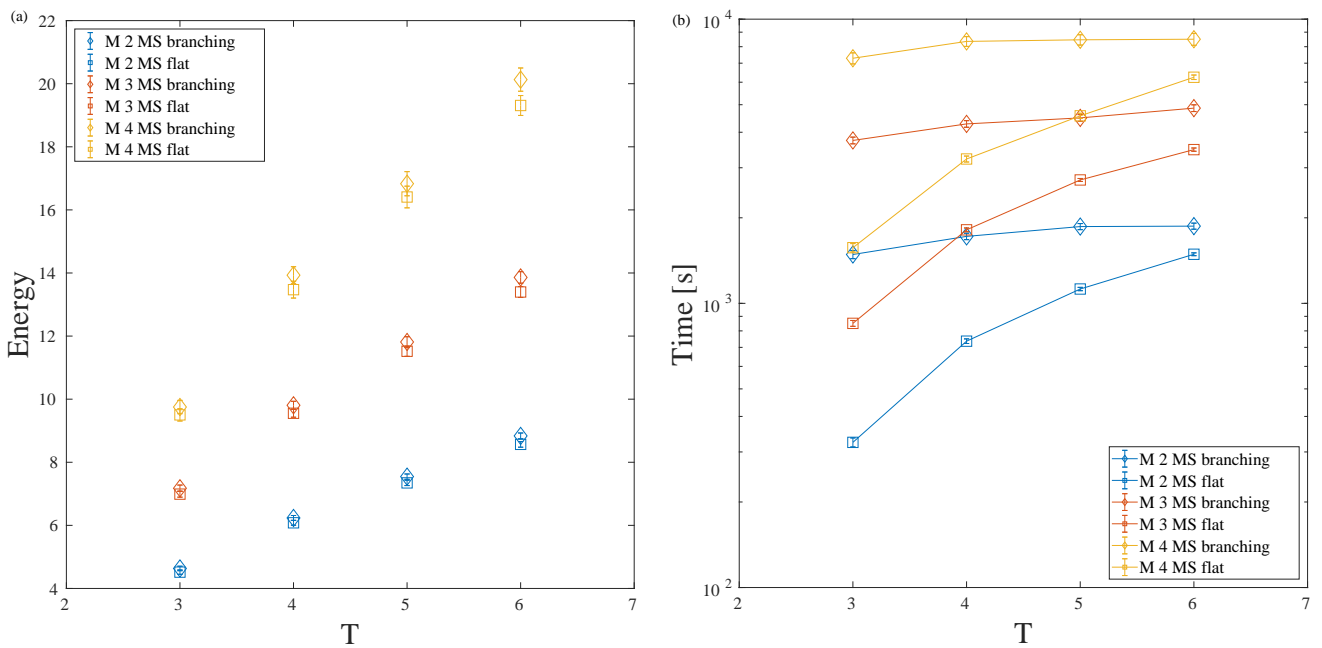 (a)
22
20
18
16
14
12
10
8
6
4
Energy
M 2 MS branching
M 2 MS flat
M 3 MS branching
M 3 MS flat
M 4 MS branching
M 4 MS flat
2
3
4
5
6
7
T
(b)
10^4
10^3
10^2
Time [s]
M 2 MS branching
M 2 MS flat
M 3 MS branching
M 3 MS flat
M 4 MS branching
M 4 MS flat
2
3
4
5
6
7
T